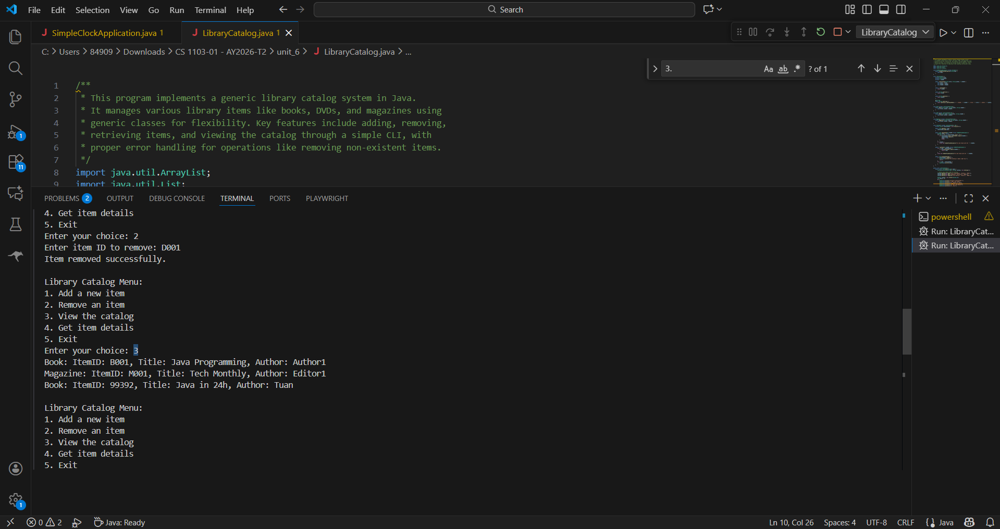 File Edit Selection View Go Run Terminal Help
Search
SimpleClockApplication.java 1
LibraryCatalog.java 1
LibraryCatalog
C: > Users > 84909 > Downloads > CS 1103-01 - AY2026-T2 > unit_6 > LibraryCatalog.java > ...
3.
Aa ab .* ? of 1
1 /**
2 * This program implements a generic library catalog system in Java.
3 * It manages various library items like books, DVDs, and magazines using
4 * generic classes for flexibility. Key features include adding, removing,
5 * retrieving items, and viewing the catalog through a simple CLI, with
6 * proper error handling for operations like removing non-existent items.
7 */
8 import java.util.ArrayList;
9 import java.util.List;
1
11
PROBLEMS 2 OUTPUT DEBUG CONSOLE TERMINAL PORTS PLAYWRIGHT
4. Get item details
5. Exit
Enter your choice: 2
Enter item ID to remove: D001
Item removed successfully.
Library Catalog Menu:
1. Add a new item
2. Remove an item
3. View the catalog
4. Get item details
5. Exit
Enter your choice: 3
Book: ItemID: B001, Title: Java Programming, Author: Author1
Magazine: ItemID: M001, Title: Tech Monthly, Author: Editor1
Book: ItemID: 99392, Title: Java in 24h, Author: Tuan
Library Catalog Menu:
1. Add a new item
2. Remove an item
3. View the catalog
4. Get item details
5. Exit
powershell
Run: LibraryCat...
Run: LibraryCat...
1
0 2 Java: Ready
Ln 10, Col 26 Spaces: 4 UTF-8 CRLF {} Java